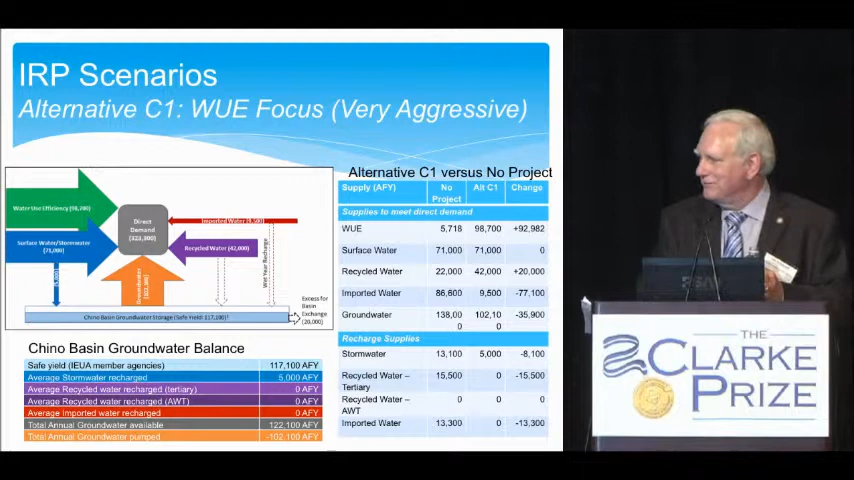 IRP Scenarios
Alternative C1: WUE Focus (Very Aggressive)
Water Use Efficiency (98,700)
Surface Water/Stormwater
(71,000)
(5,000)
Direct
Demand
(322,300)
Groundwater
(102,100)
Imported Water (9,500)
Recycled Water (42,000)
Wet Year Recharge
Chino Basin Groundwater Storage (Safe Yield: 117,100)¹
Excess for
Basin
Exchange
(20,000)
Chino Basin Groundwater Balance
Safe yield (IEUA member agencies) 117,100 AFY
Average Stormwater recharged 5,000 AFY
Average Recycled water recharged (tertiary) 0 AFY
Average Recycled water recharged (AWT) 0 AFY
Average Imported water recharged 0 AFY
Total Annual Groundwater available 122,100 AFY
Total Annual Groundwater pumped -102,100 AFY
Alternative C1 versus No Project
Supply (AFY) No Project Alt C1 Change
Supplies to meet direct demand
WUE 5,718 98,700 +92,982
Surface Water 71,000 71,000 0
Recycled Water 22,000 42,000 +20,000
Imported Water 86,600 9,500 -77,100
Groundwater 138,000 102,100 -35,900
Recharge Supplies
Stormwater 13,100 5,000 -8,100
Recycled Water – Tertiary 15,500 0 -15,500
Recycled Water – AWT 0 0 0
Imported Water 13,300 0 -13,300
THE
CLARKE
PRIZE